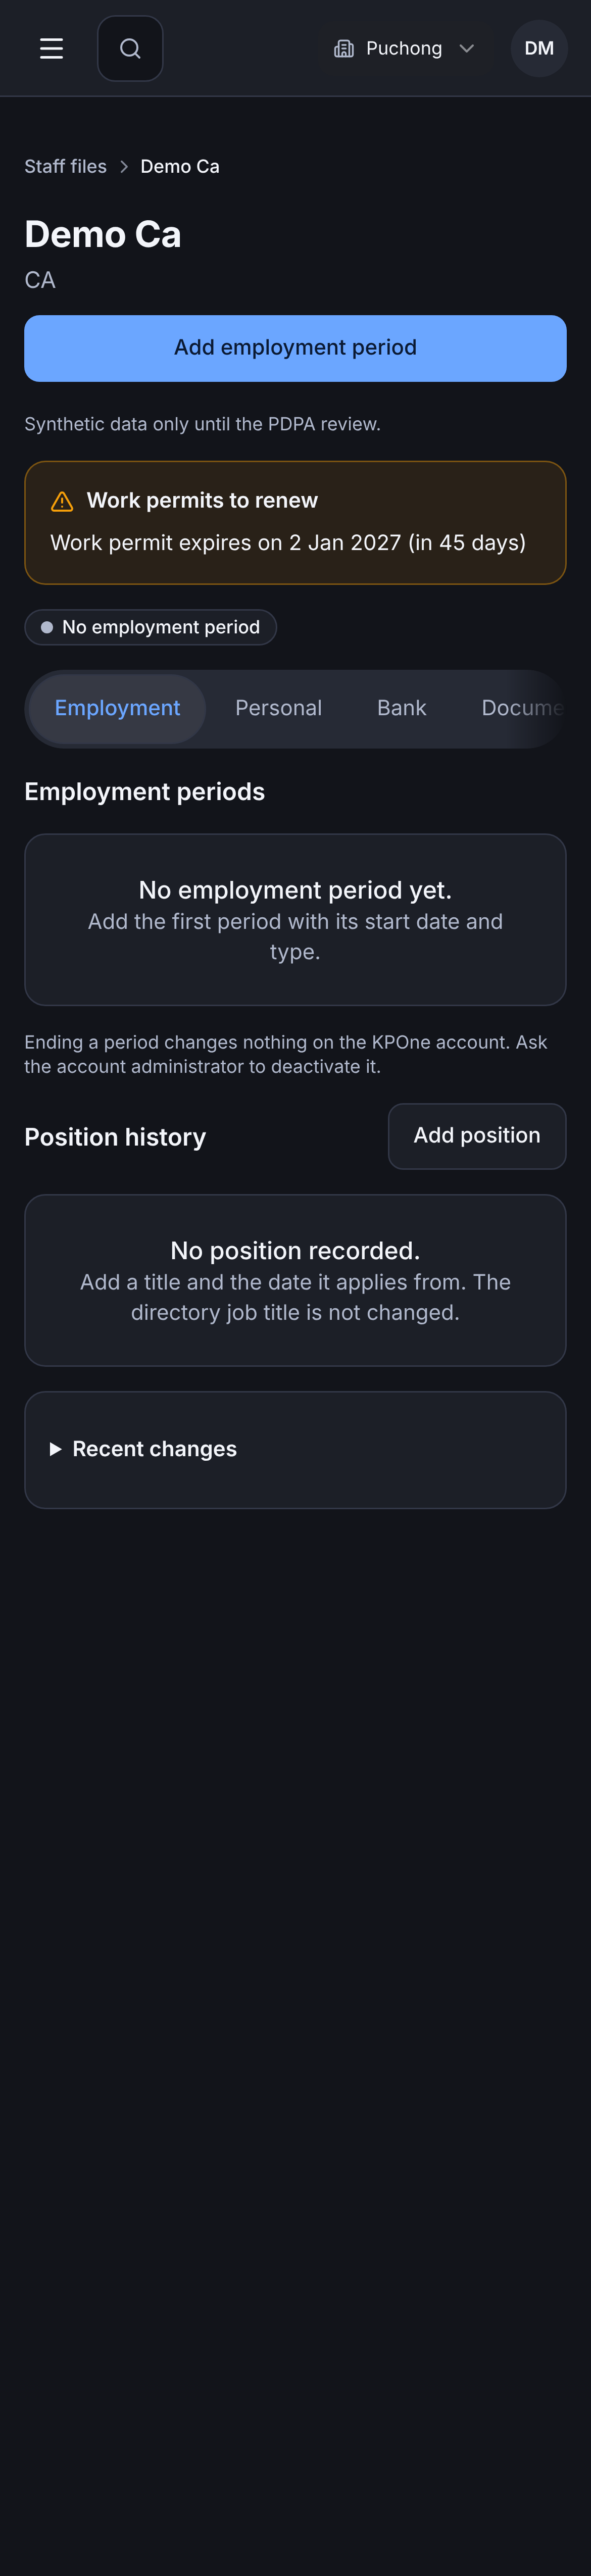 Puchong
DM
Staff files
Demo Ca
Demo Ca
CA
Add employment period
Synthetic data only until the PDPA review.
Work permits to renew
Work permit expires on 2 Jan 2027 (in 45 days)
No employment period
Employment
Personal
Bank
Docume
Employment periods
No employment period yet.
Add the first period with its start date and
type.
Ending a period changes nothing on the KPOne account. Ask
the account administrator to deactivate it.
Position history
Add position
No position recorded.
Add a title and the date it applies from. The
directory job title is not changed.
Recent changes